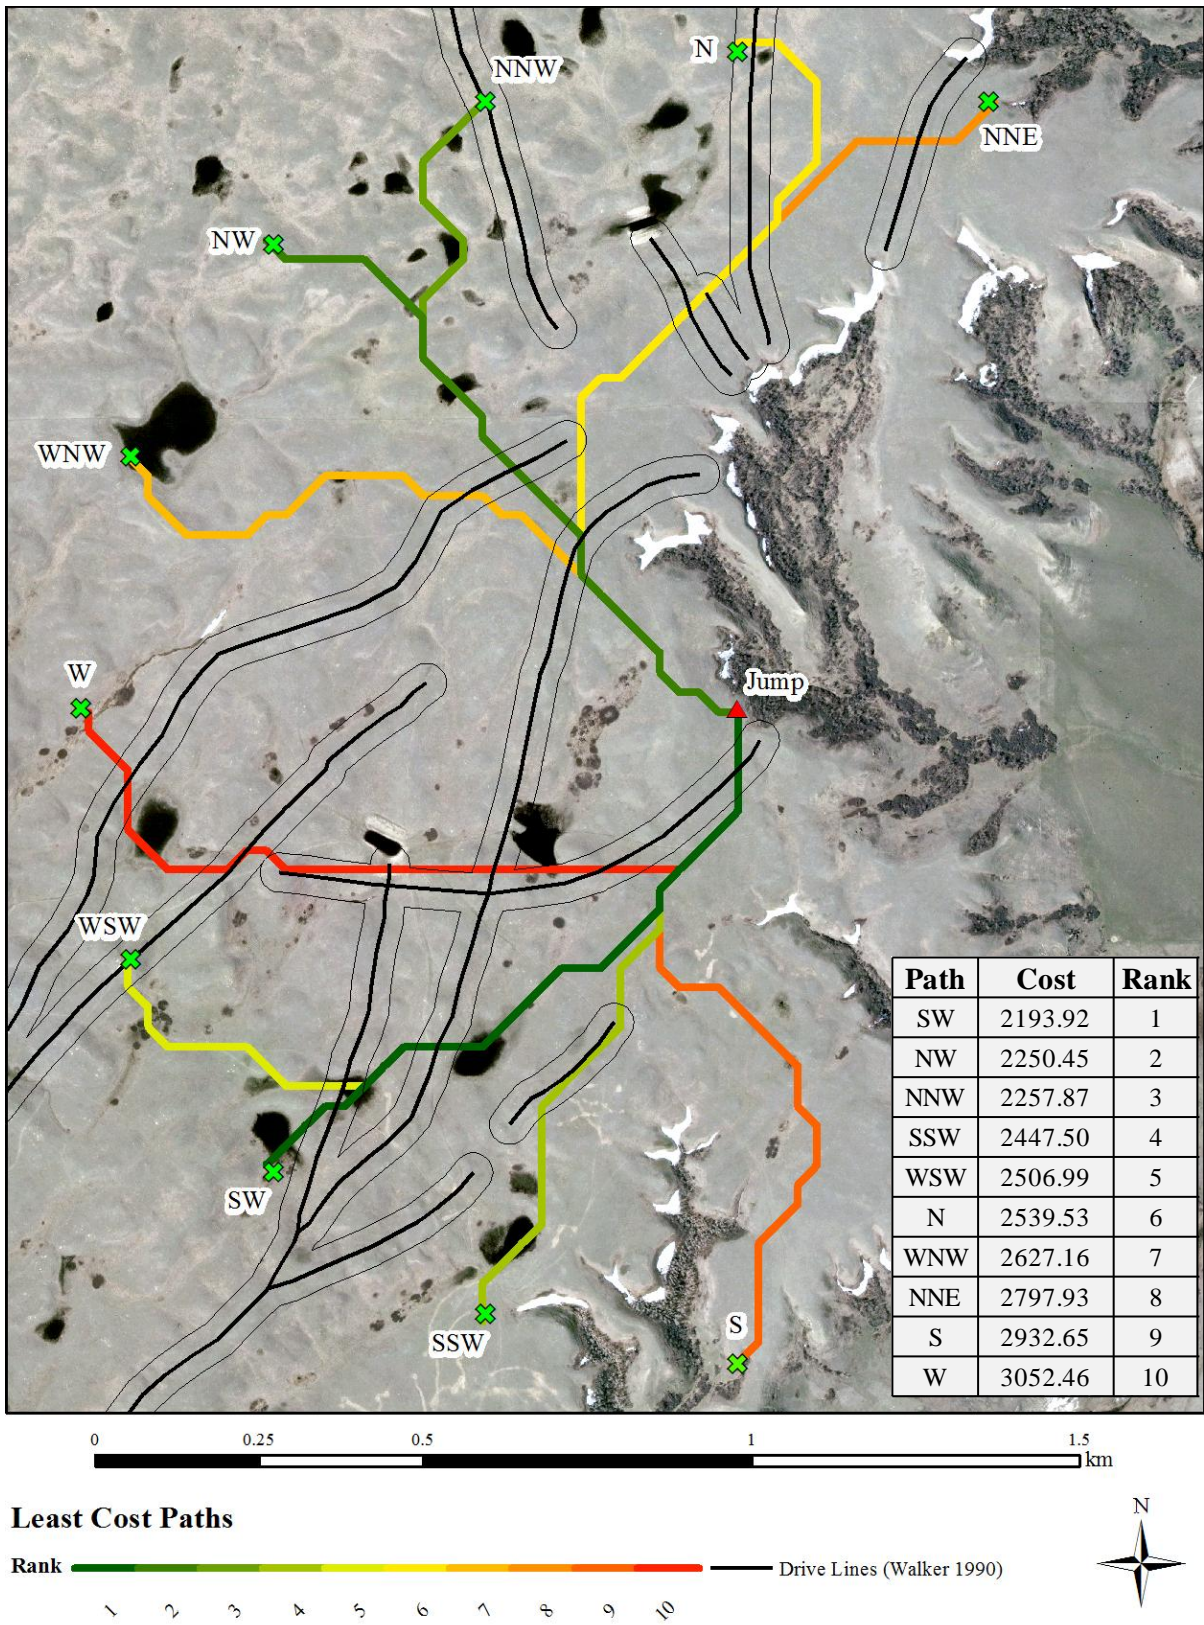 N
NNW
NNE
NW
WNW
W
Jump
WSW
SW
SSW
S
Path Cost Rank
SW 2193.92 1
NW 2250.45 2
NNW 2257.87 3
SSW 2447.50 4
WSW 2506.99 5
N 2539.53 6
WNW 2627.16 7
NNE 2797.93 8
S 2932.65 9
W 3052.46 10
0 0.25 0.5 1 1.5
km
Least Cost Paths
N
Rank
Drive Lines (Walker 1990)
1 2 3 4 5 6 7 8 9 10